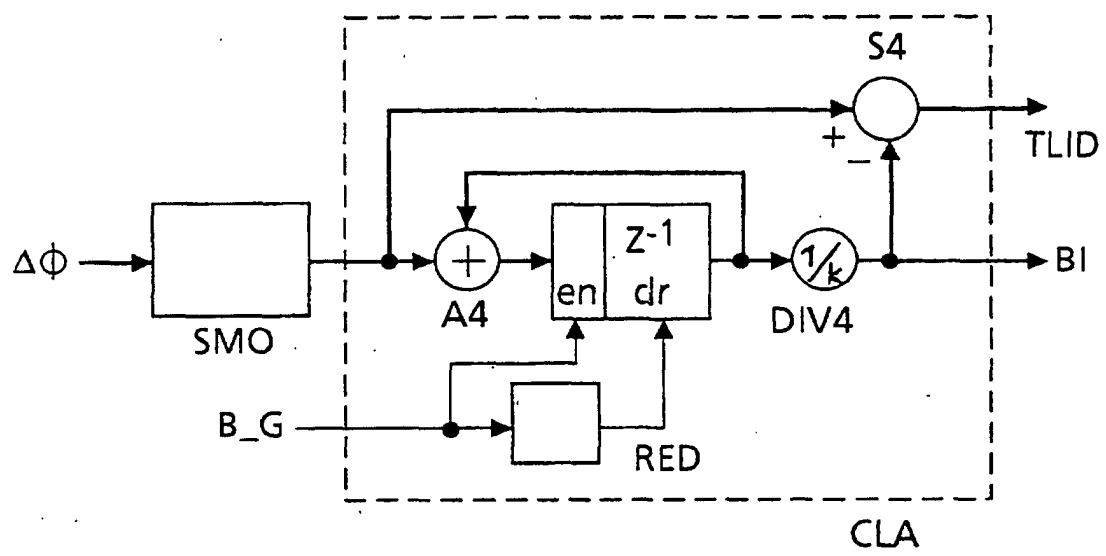 S4
+
−
TLID
ΔΦ
SMO
+
A4
en
z-1
dr
1/k
DIV4
BI
B_G
RED
CLA